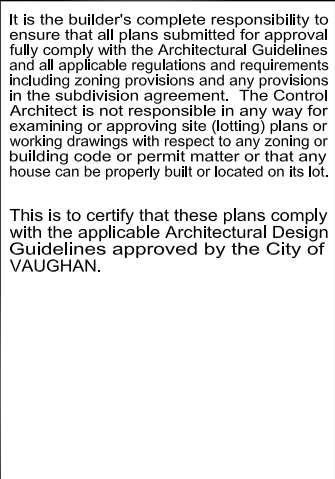 It is the builder's complete responsibility to
ensure that all plans submitted for approval
fully comply with the Architectural Guidelines
and all applicable regulations and requirements
including zoning provisions and any provisions
in the subdivision agreement. The Control
Architect is not responsible in any way for
examining or approving site (lotting) plans or
working drawings with respect to any zoning or
building code or permit matter or that any
house can be properly built or located on its lot.
This is to certify that these plans comply
with the applicable Architectural Design
Guidelines approved by the City of
VAUGHAN.